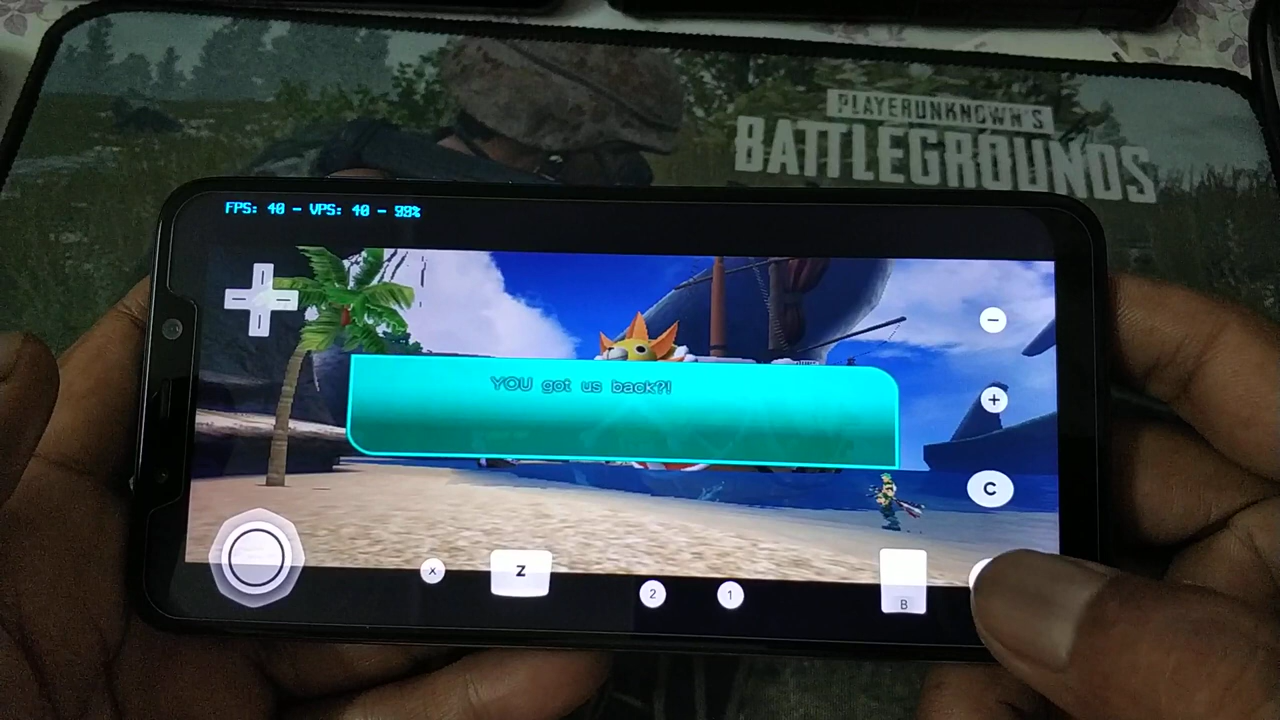 PLAYERUNKNOWN'S
BATTLEGROUNDS
FPS: 40 - VPS: 40 - 99%
YOU got us back?!
C
X
Z
2
1
B